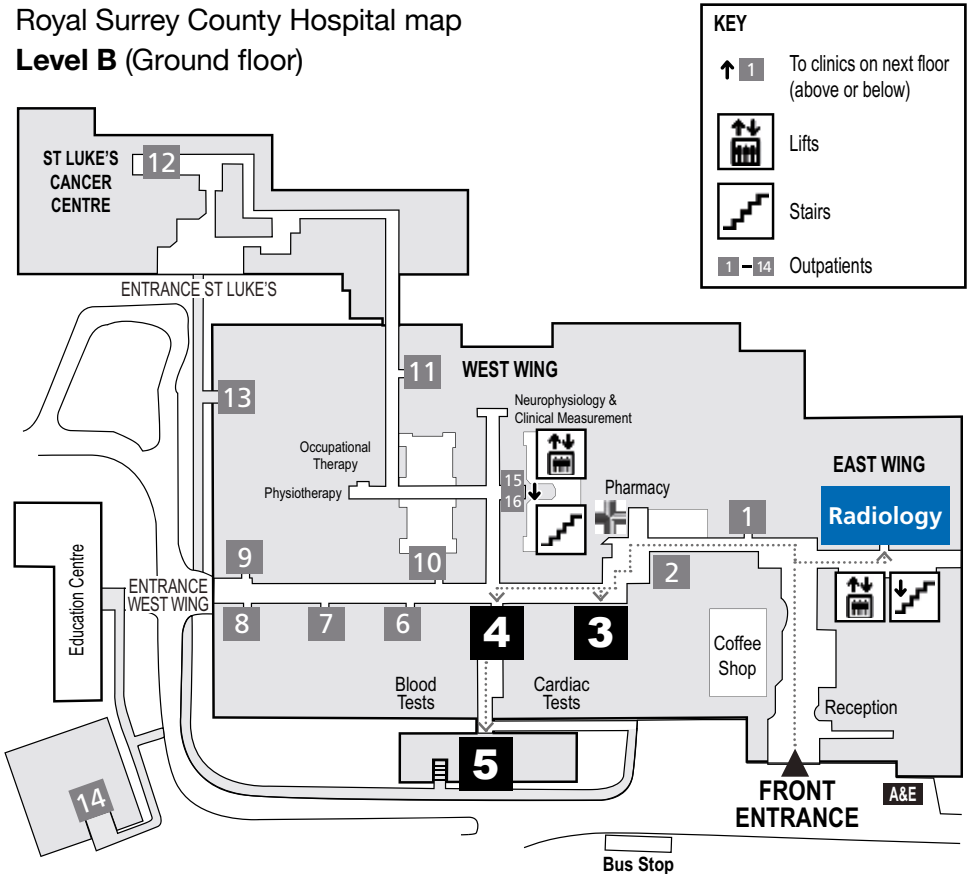 Royal Surrey County Hospital map
Level B (Ground floor)
KEY
1
To clinics on next floor
(above or below)
Lifts
Stairs
1 – 14 Outpatients
ST LUKE'S
CANCER
CENTRE
12
ENTRANCE ST LUKE'S
11
WEST WING
13
Neurophysiology &
Clinical Measurement
Occupational
Therapy
Physiotherapy
15
16
Pharmacy
EAST WING
Radiology
1
9
10
2
ENTRANCE
WEST WING
Education Centre
8
7
6
4
3
Coffee
Shop
Blood
Tests
Cardiac
Tests
Reception
5
14
FRONT
ENTRANCE
A&E
Bus Stop